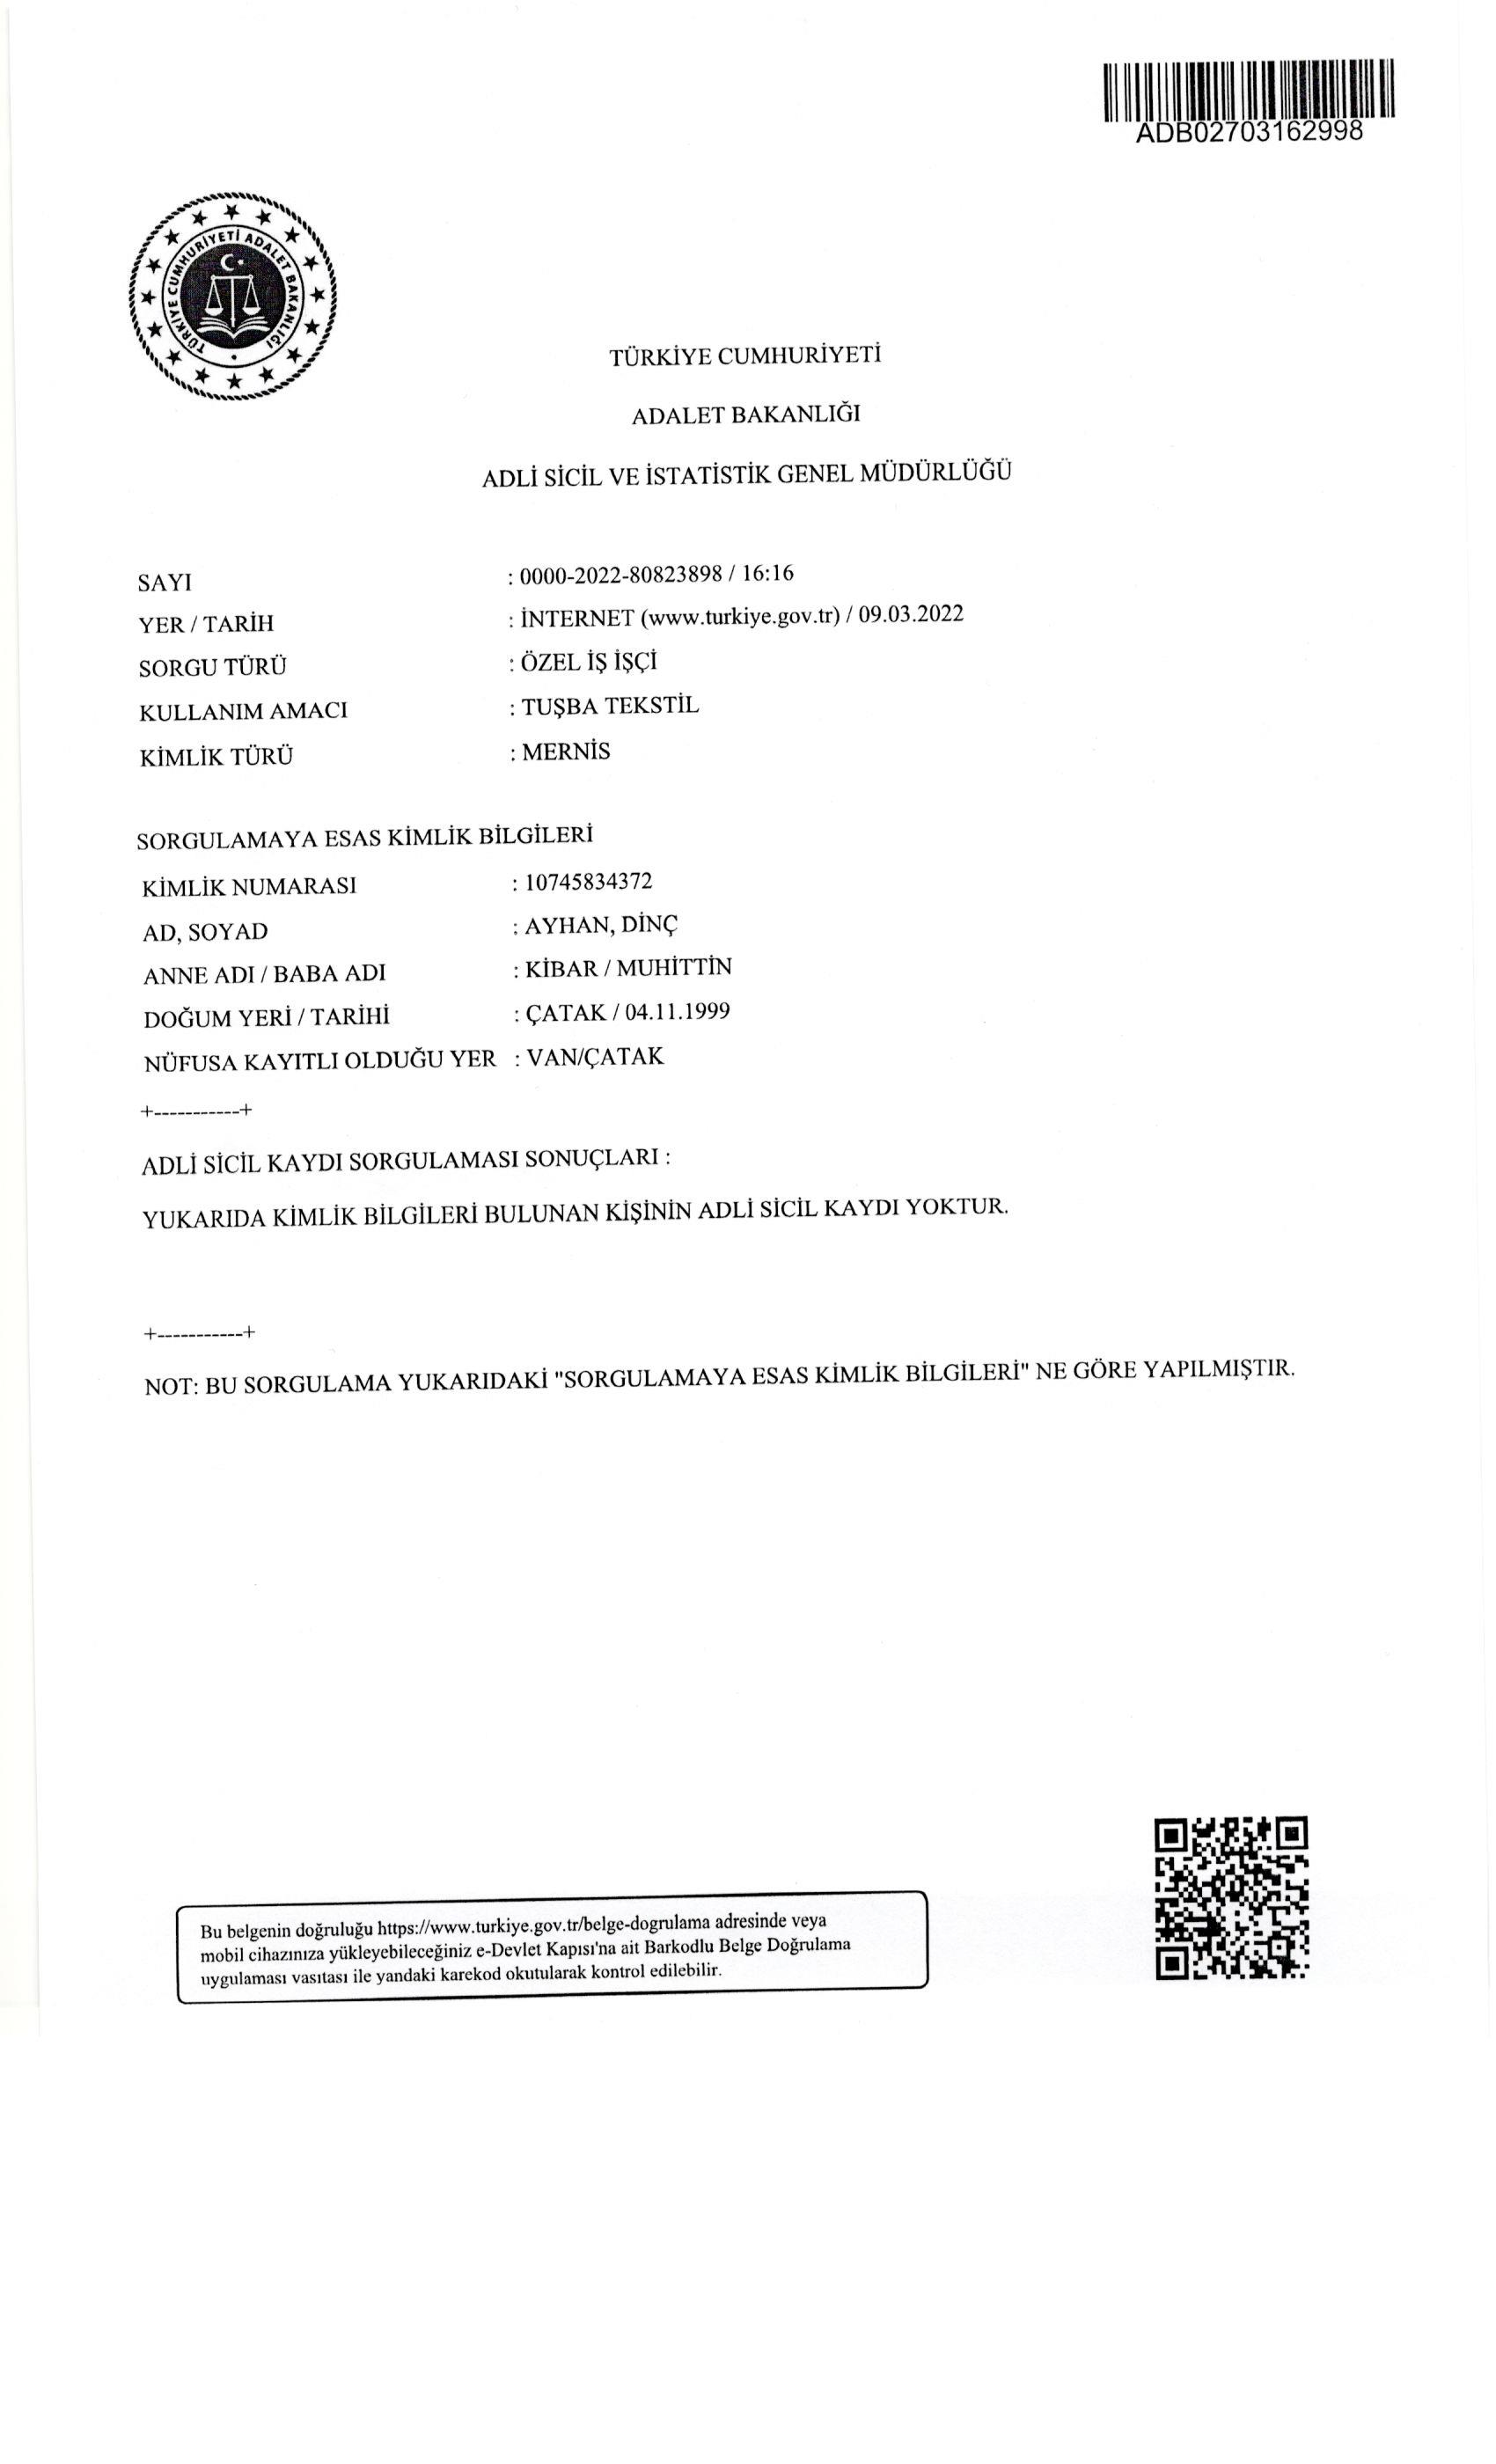 ADB02703162998
TÜRKİYE CUMHURİYETİ ADALET BAKANLIĞI
TÜRKİYE CUMHURİYETİ
ADALET BAKANLIĞI
ADLİ SİCİL VE İSTATİSTİK GENEL MÜDÜRLÜĞÜ
SAYI : 0000-2022-80823898 / 16:16
YER / TARİH : İNTERNET (www.turkiye.gov.tr) / 09.03.2022
SORGU TÜRÜ : ÖZEL İŞ İŞÇİ
KULLANIM AMACI : TUŞBA TEKSTİL
KİMLİK TÜRÜ : MERNİS
SORGULAMAYA ESAS KİMLİK BİLGİLERİ
KİMLİK NUMARASI : 10745834372
AD, SOYAD : AYHAN, DİNÇ
ANNE ADI / BABA ADI : KİBAR / MUHİTTİN
DOĞUM YERİ / TARİHİ : ÇATAK / 04.11.1999
NÜFUSA KAYITLI OLDUĞU YER : VAN/ÇATAK
+-----------+
ADLİ SİCİL KAYDI SORGULAMASI SONUÇLARI :
YUKARIDA KİMLİK BİLGİLERİ BULUNAN KİŞİNİN ADLİ SİCİL KAYDI YOKTUR.
+-----------+
NOT: BU SORGULAMA YUKARIDAKİ "SORGULAMAYA ESAS KİMLİK BİLGİLERİ" NE GÖRE YAPILMIŞTIR.
Bu belgenin doğruluğu https://www.turkiye.gov.tr/belge-dogrulama adresinde veya
mobil cihazınıza yükleyebileceğiniz e-Devlet Kapısı'na ait Barkodlu Belge Doğrulama
uygulaması vasıtası ile yandaki karekod okutularak kontrol edilebilir.